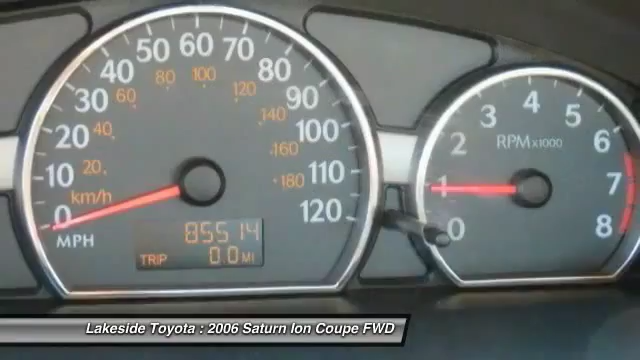 0 10 20 30 40 50 60 70 80 90 100 110 120
20 40 60 80 100 120 140 160 180
km/h
MPH
85514
TRIP 0.0 MI
0 1 2 3 4 5 6 7 8
RPM x1000
Lakeside Toyota : 2006 Saturn Ion Coupe FWD